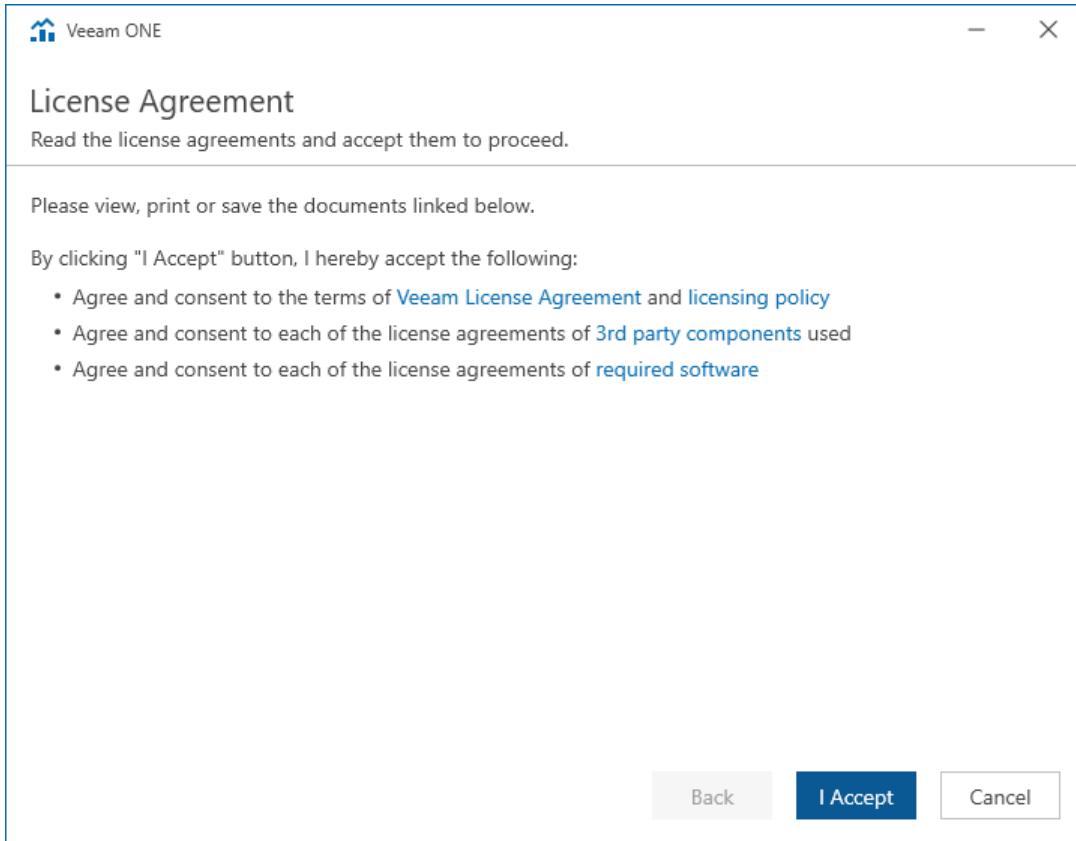 Veeam ONE
License Agreement
Read the license agreements and accept them to proceed.
Please view, print or save the documents linked below.
By clicking "I Accept" button, I hereby accept the following:
• Agree and consent to the terms of Veeam License Agreement and licensing policy
• Agree and consent to each of the license agreements of 3rd party components used
• Agree and consent to each of the license agreements of required software
Back I Accept Cancel